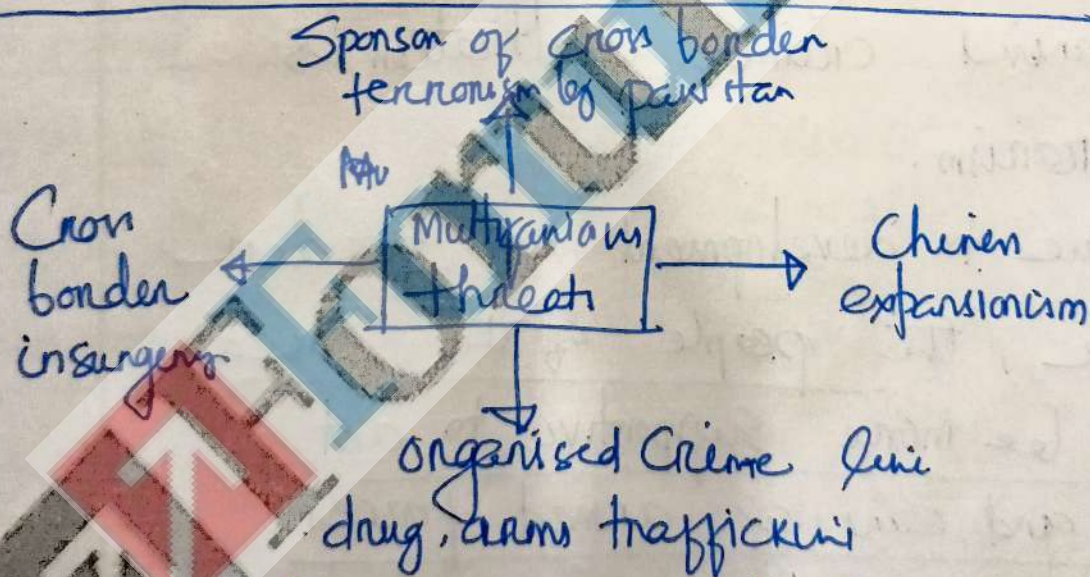 Sponsor of cross border
terrorism by pakistan
Cross
border
insurgency
Multifarious
threats
Chinese
expansionism
organised Crime like
drug, arms trafficking